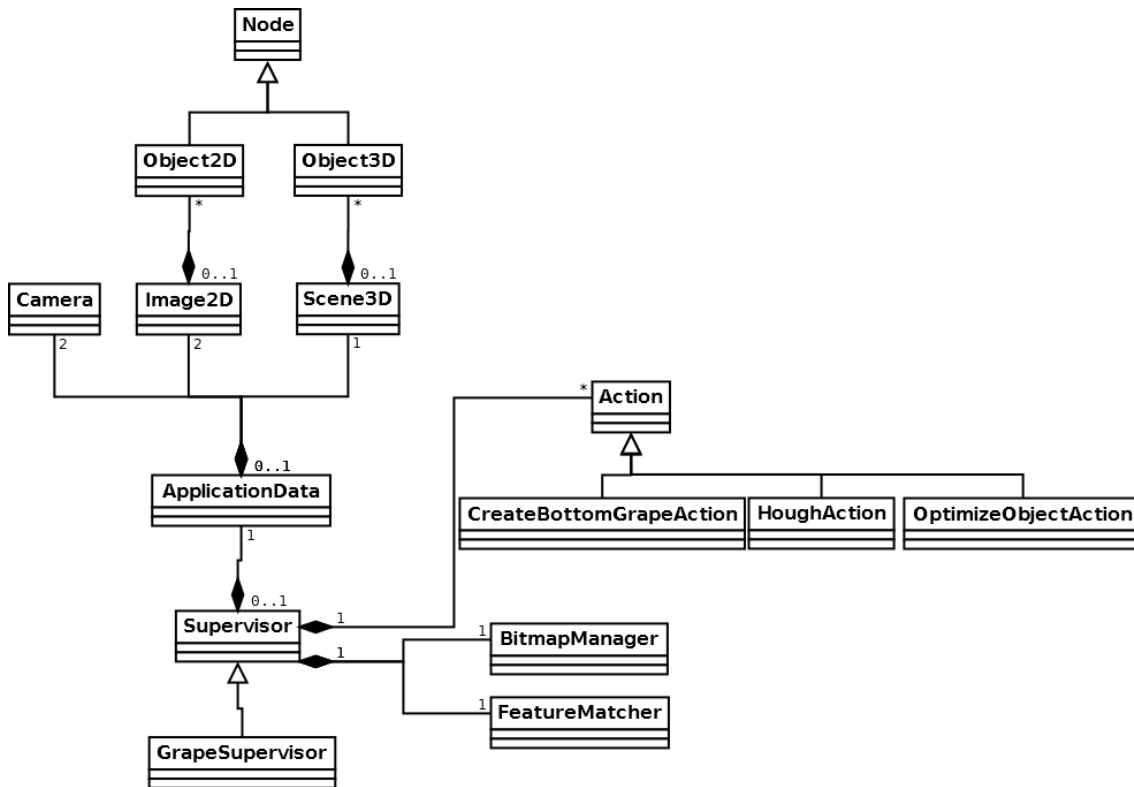 Node
Object2D
Object3D
*
*
0..1
0..1
Camera
Image2D
Scene3D
2
2
1
*
Action
0..1
ApplicationData
CreateBottomGrapeAction
HoughAction
OptimizeObjectAction
1
0..1
1
Supervisor
1
BitmapManager
1
1
FeatureMatcher
GrapeSupervisor